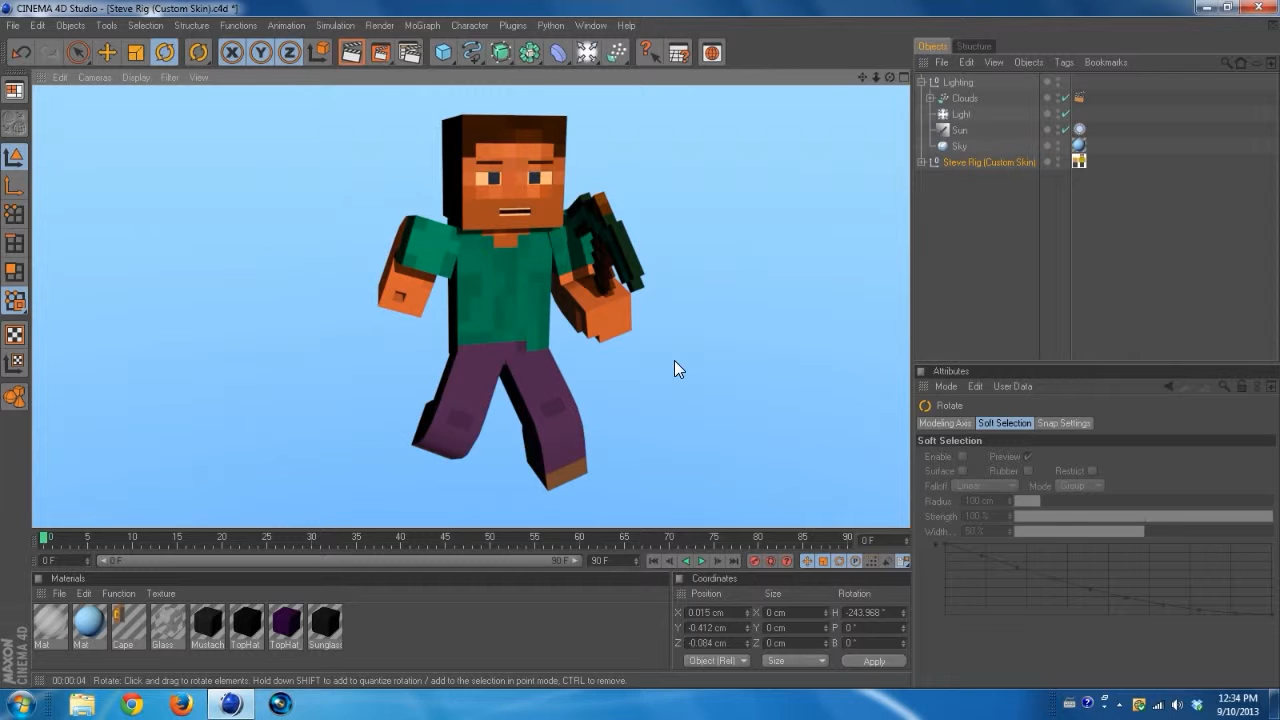 CINEMA 4D Studio - [Steve Rig (Custom Skin).c4d *]
File Edit Objects Tools Selection Structure Functions Animation Simulation Render MoGraph Character Plugins Python Window Help
X Y Z
Edit Cameras Display Filter View
Objects Structure
File Edit View Objects Tags Bookmarks
Lighting
Clouds
Light
Sun
Sky
Steve Rig (Custom Skin)
Attributes
Mode Edit User Data
Rotate
Modeling Axis Soft Selection Snap Settings
Soft Selection
Enable Preview
Surface Rubber Restrict
Falloff Linear Mode Group
Radius 100 cm
Strength 100 %
Width . . 50 %
0 5 10 15 20 25 30 35 40 45 50 55 60 65 70 75 80 85 90 0 F
0 F 0 F 90 F 90 F
Materials
File Edit Function Texture
Mat Mat Cape Glass Mustach TopHat TopHat Sunglass
Coordinates
Position Size Rotation
X 0.015 cm X 0 cm H -243.968 °
Y -0.412 cm Y 0 cm P 0 °
Z -0.084 cm Z 0 cm B 0 °
Object (Rel) Size Apply
MAXON CINEMA 4D
00:00:04 Rotate: Click and drag to rotate elements. Hold down SHIFT to add to quantize rotation / add to the selection in point mode, CTRL to remove.
12:34 PM
9/10/2013